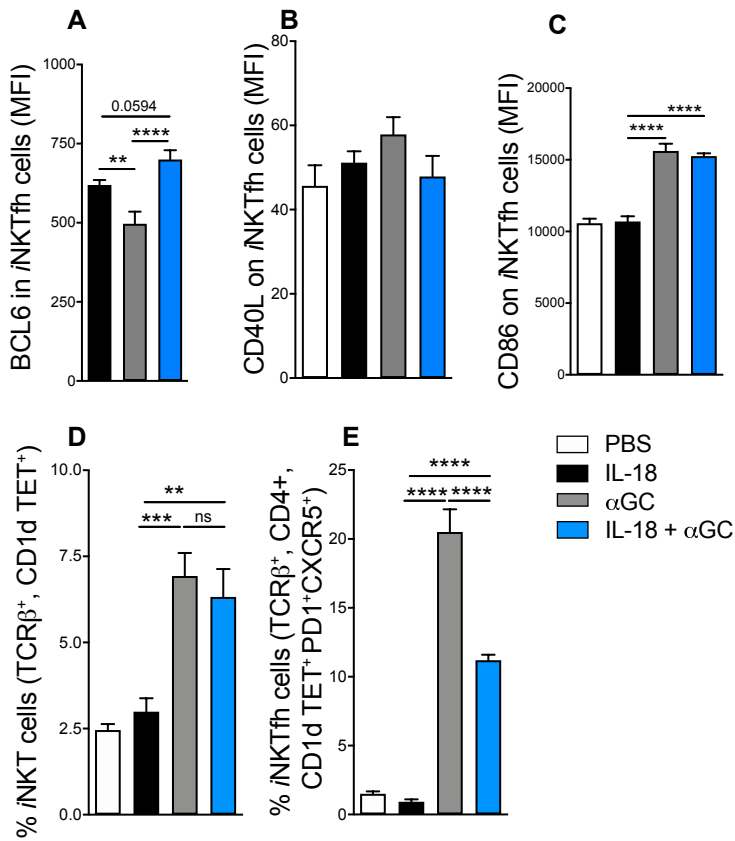 A
BCL6 in iNKTfh cells (MFI)
1000
750
500
250
0
0.0594
****
**
B
CD40L on iNKTfh cells (MFI)
80
60
40
20
0
C
CD86 on iNKTfh cells (MFI)
20000
15000
10000
5000
0
****
****
D
% iNKT cells (TCRβ⁺, CD1d TET⁺)
10.0
7.5
5.0
2.5
0.0
**
***
ns
E
% iNKTfh cells (TCRβ⁺, CD4+,
CD1d TET⁺ PD1⁺CXCR5⁺)
25
20
15
10
5
0
****
**** ****
PBS
IL-18
αGC
IL-18 + αGC